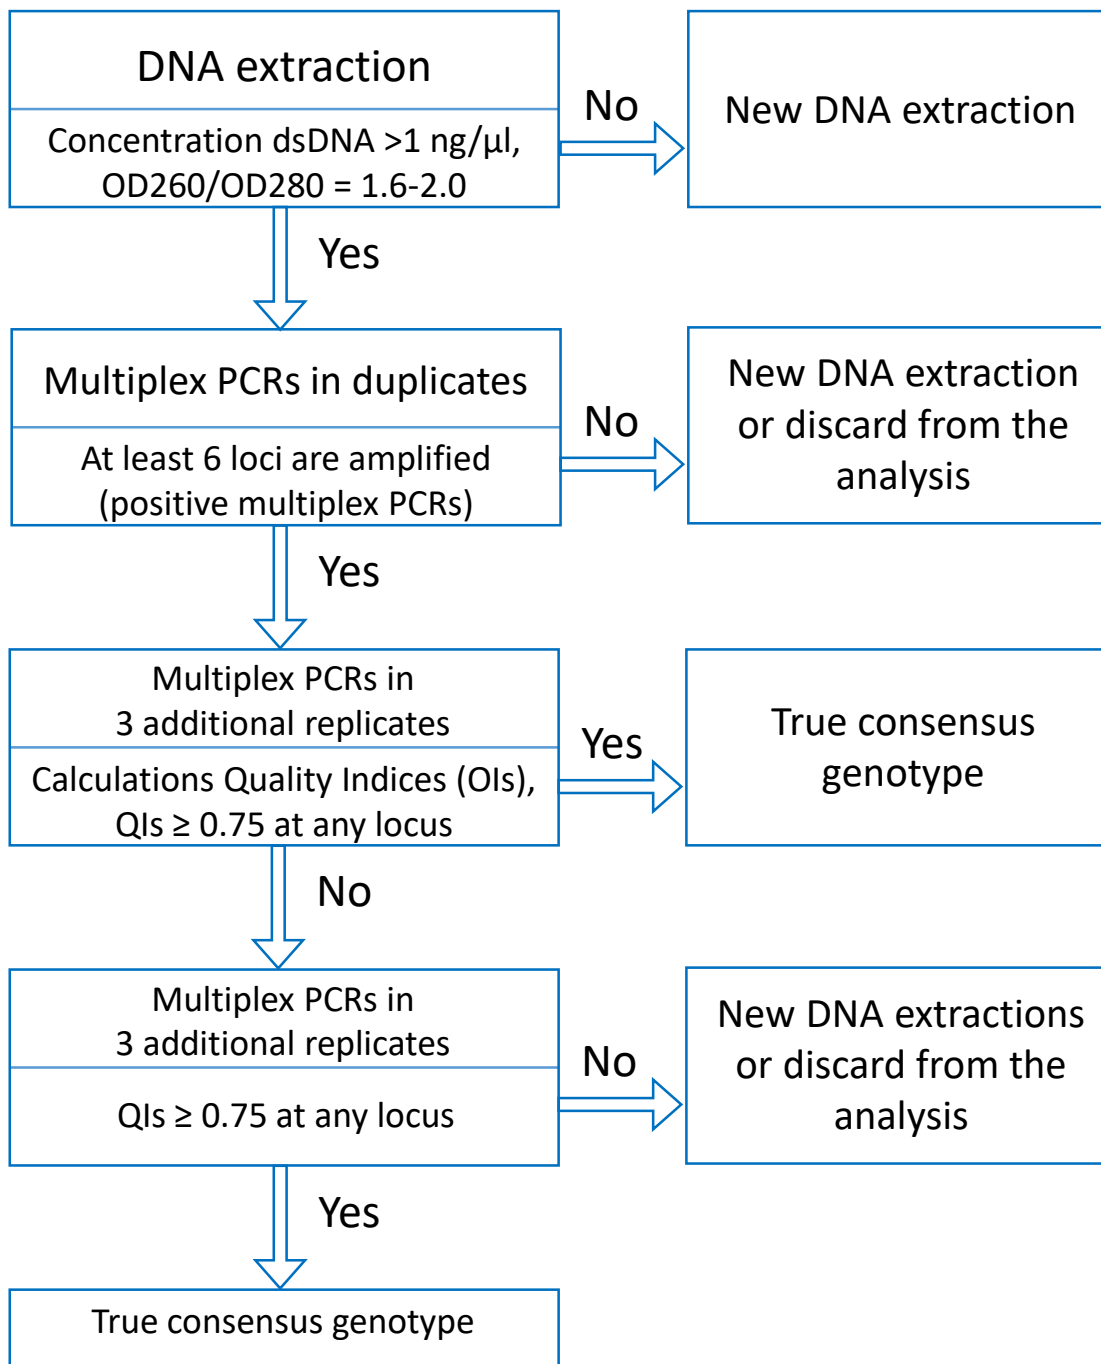 DNA extraction
Concentration dsDNA >1 ng/µl,
OD260/OD280 = 1.6-2.0
No
New DNA extraction
Yes
Multiplex PCRs in duplicates
At least 6 loci are amplified
(positive multiplex PCRs)
No
New DNA extraction
or discard from the
analysis
Yes
Multiplex PCRs in
3 additional replicates
Calculations Quality Indices (OIs),
QIs ≥ 0.75 at any locus
Yes
True consensus
genotype
No
Multiplex PCRs in
3 additional replicates
QIs ≥ 0.75 at any locus
No
New DNA extractions
or discard from the
analysis
Yes
True consensus genotype